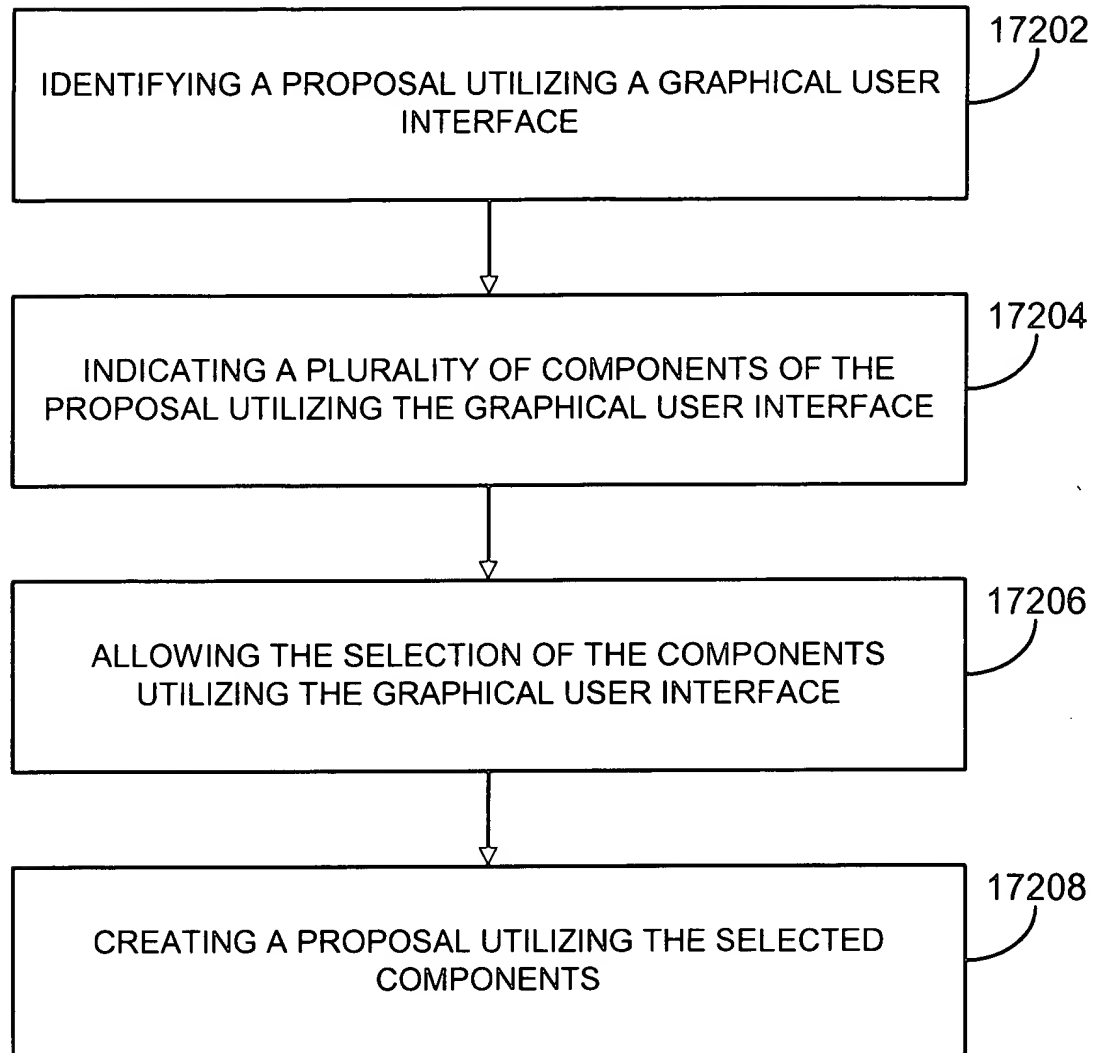 17202
IDENTIFYING A PROPOSAL UTILIZING A GRAPHICAL USER
INTERFACE
17204
INDICATING A PLURALITY OF COMPONENTS OF THE
PROPOSAL UTILIZING THE GRAPHICAL USER INTERFACE
17206
ALLOWING THE SELECTION OF THE COMPONENTS
UTILIZING THE GRAPHICAL USER INTERFACE
17208
CREATING A PROPOSAL UTILIZING THE SELECTED
COMPONENTS